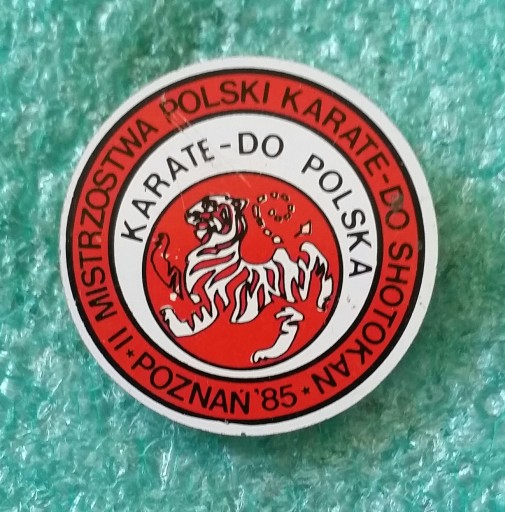 II MISTRZOSTWA POLSKI KARATE-DO SHOTOKAN
* POZNAŃ '85 *
KARATE-DO POLSKA